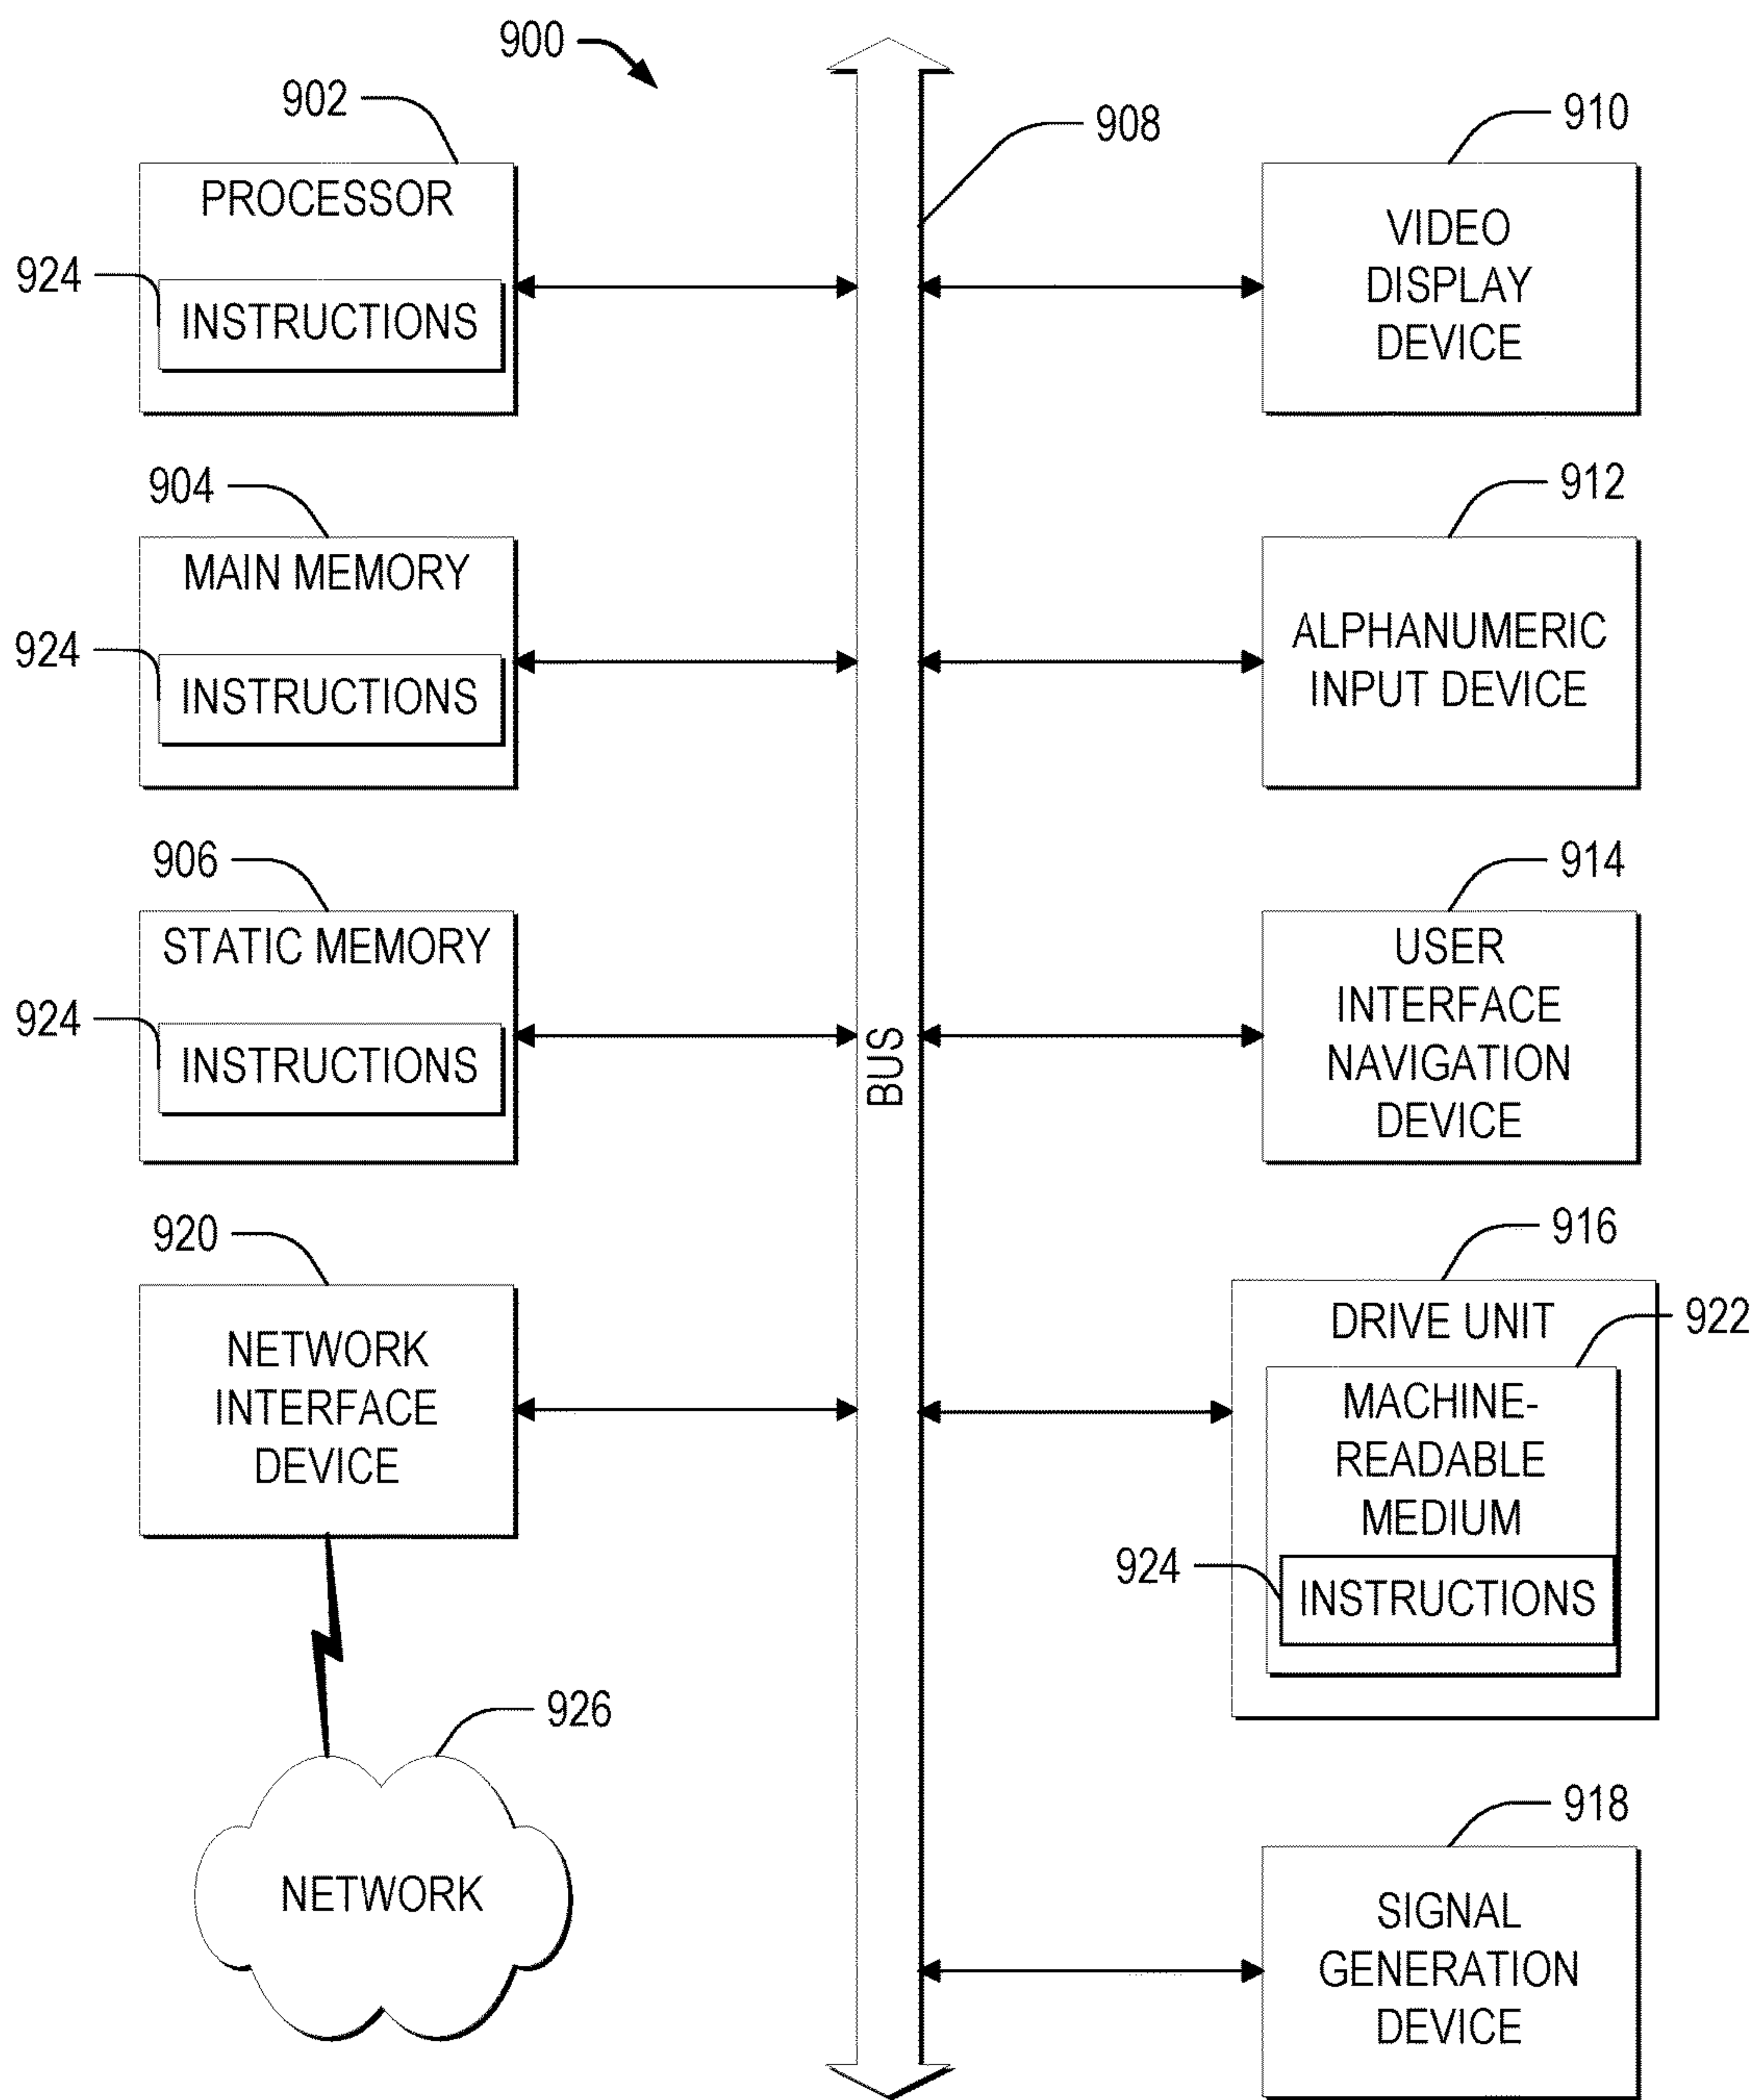 900
902
PROCESSOR
924
INSTRUCTIONS
904
MAIN MEMORY
924
INSTRUCTIONS
906
STATIC MEMORY
924
INSTRUCTIONS
920
NETWORK
INTERFACE
DEVICE
926
NETWORK
908
BUS
910
VIDEO
DISPLAY
DEVICE
912
ALPHANUMERIC
INPUT DEVICE
914
USER
INTERFACE
NAVIGATION
DEVICE
916
DRIVE UNIT
922
MACHINE-
READABLE
MEDIUM
924
INSTRUCTIONS
918
SIGNAL
GENERATION
DEVICE